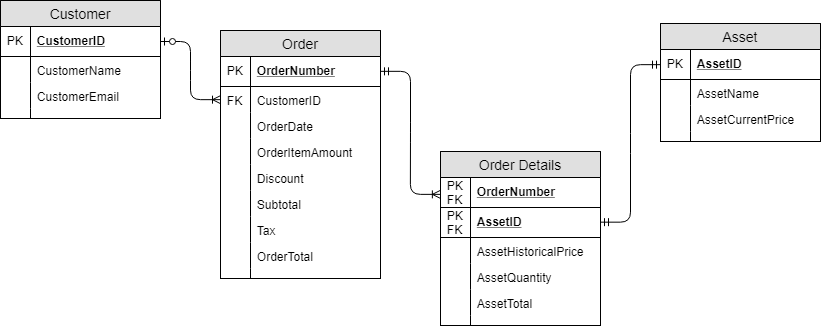 Customer
PK CustomerID
CustomerName
CustomerEmail
Order
PK OrderNumber
FK CustomerID
OrderDate
OrderItemAmount
Discount
Subtotal
Tax
OrderTotal
Order Details
PK
FK OrderNumber
PK
FK AssetID
AssetHistoricalPrice
AssetQuantity
AssetTotal
Asset
PK AssetID
AssetName
AssetCurrentPrice